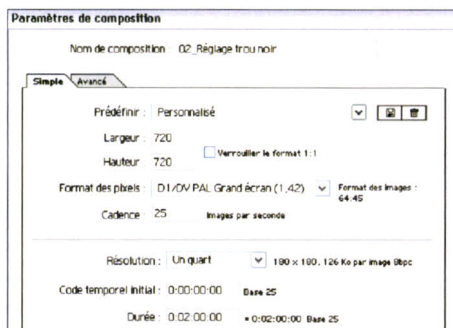 Paramètres de composition
Nom de composition : 02_Réglage trou noir
Simple Avancé
Prédéfinir : Personnalisé
Largeur : 720
Verrouiller le format 1:1
Hauteur 720
Format des pixels : D1/DV PAL Grand écran (1,42) Format des images : 64:45
Cadence : 25 Images par seconde
Résolution : Un quart 180 x 180, 126 Ko par image 8bpc
Code temporel initial : 0:00:00:00 Base 25
Durée : 0:02:00:00 = 0:02:00:00 Base 25